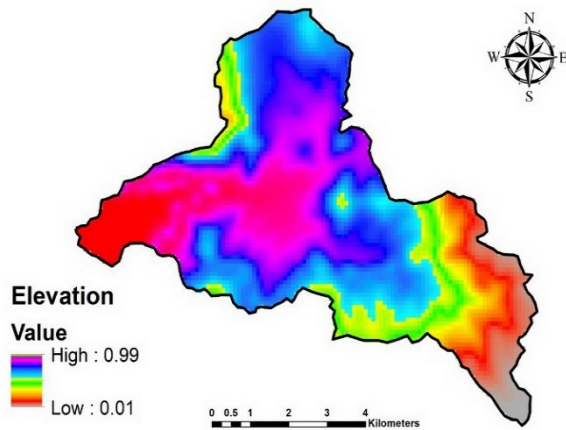 N
W E
S
Elevation
Value
High : 0.99
Low : 0.01
0 0.5 1 2 3 4
Kilometers